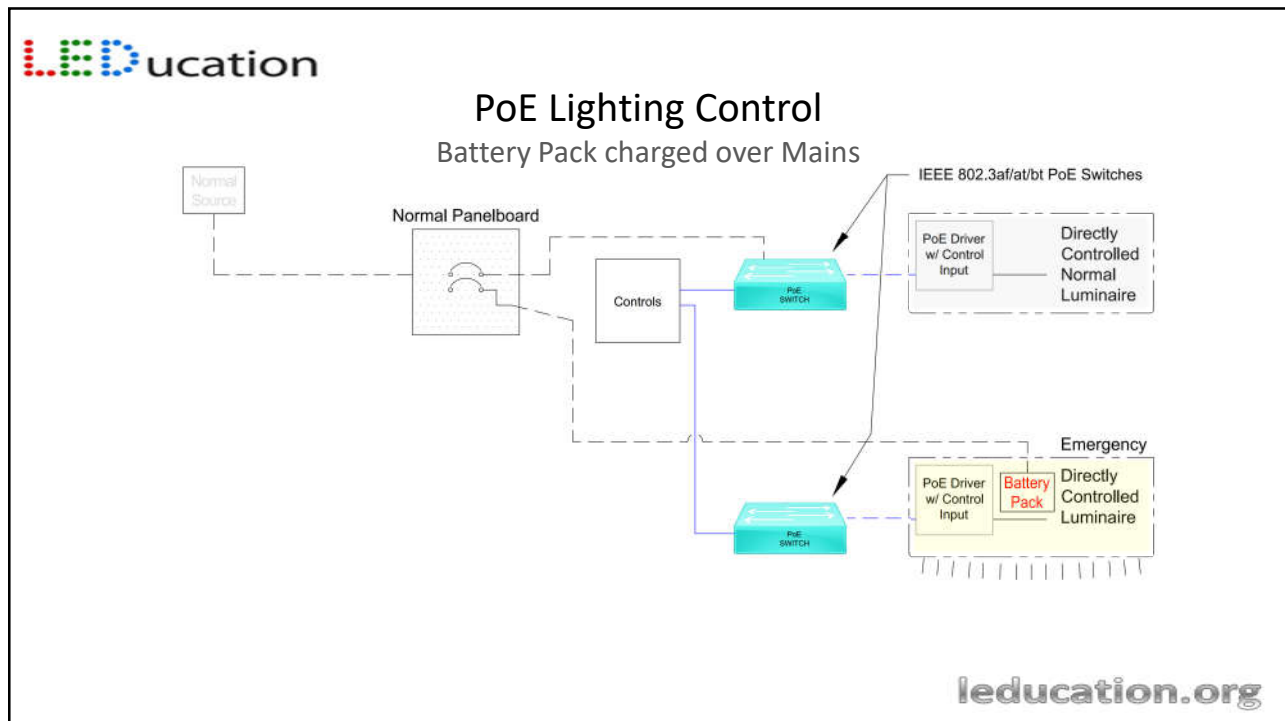 LEDucation
PoE Lighting Control
Battery Pack charged over Mains
Normal
Source
Normal Panelboard
IEEE 802.3af/at/bt PoE Switches
Controls
PoE
SWITCH
PoE Driver
w/ Control
Input
Directly
Controlled
Normal
Luminaire
Emergency
PoE
SWITCH
PoE Driver
w/ Control
Input
Battery
Pack
Directly
Controlled
Luminaire
leducation.org